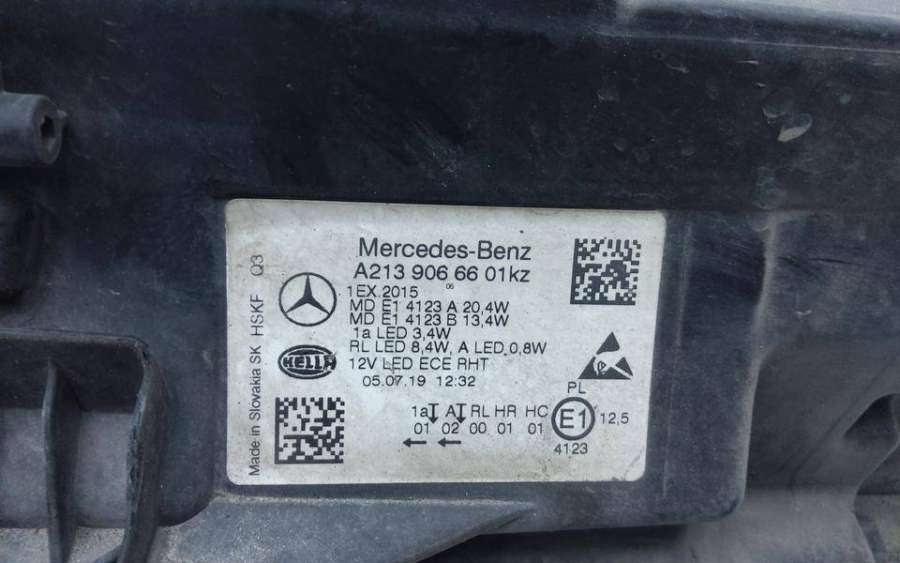 Mercedes-Benz
A213 906 66 01kz
06
1EX.2015
MD E1 4123 A 20,4W
MD E1 4123 B 13,4W
1a LED 3,4W
RL LED 8,4W, A LED 0,8W
12V LED ECE RHT
05.07.19 12:32
HELLA
Made in Slovakia SK HSKF Q3
1a A RL HR HC
01 02 00 01 01
PL
E1
12,5
4123